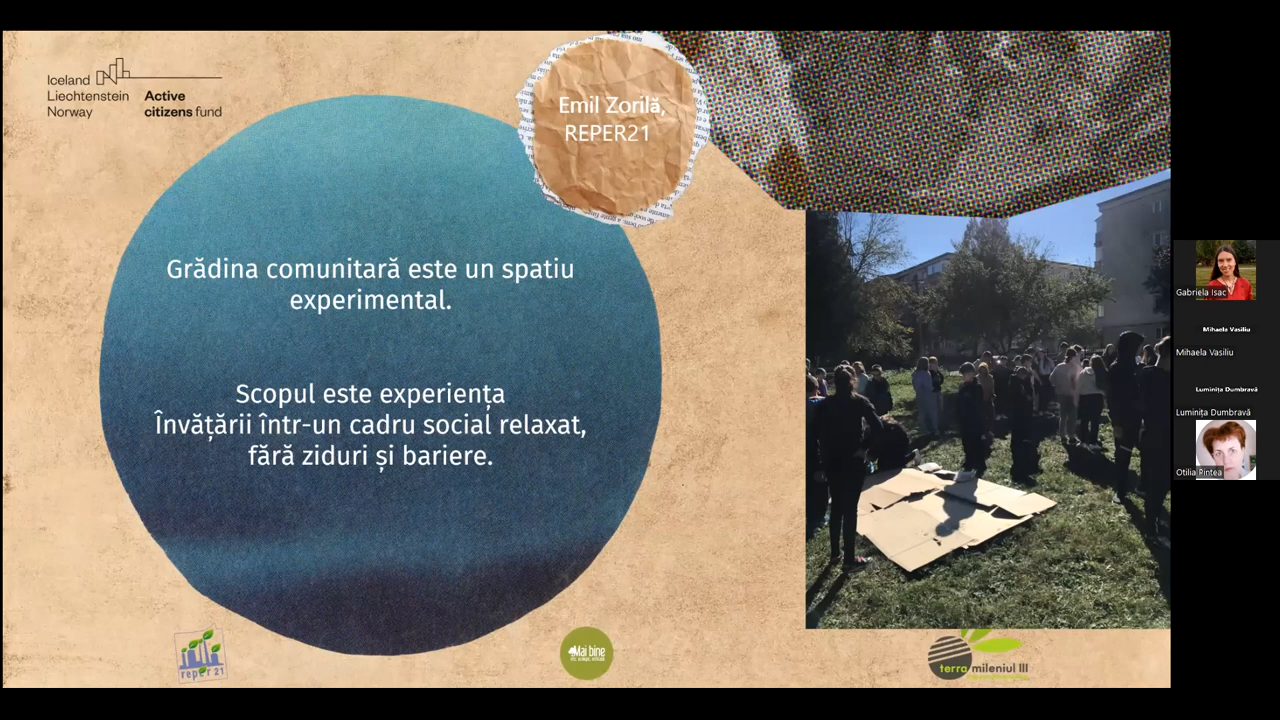 Iceland
Liechtenstein
Norway
Active
citizens fund
Emil Zorilă,
REPER21
Grădina comunitară este un spatiu
experimental.
Scopul este experiența
Învățării într-un cadru social relaxat,
fără ziduri și bariere.
Gabriela Isac
Mihaela Vasiliu
Mihaela Vasiliu
Luminița Dumbravă
Luminița Dumbravă
Otilia Pintea
reper 21
Mai bine
terra mileniul III